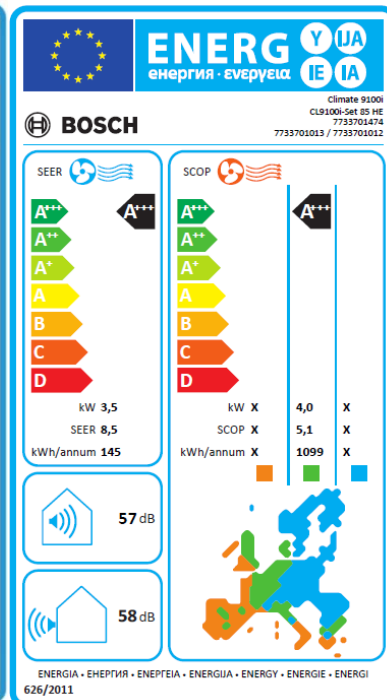 ENERG
енергия · ενεργεια
Y IJA
IE IA
Climate 9100i
CL9100i-Set 85 HE
7733701474
7733701013 / 7733701012
BOSCH
SEER
A+++ A+++
A++
A+
A
B
C
D
kW 3,5
SEER 8,5
kWh/annum 145
SCOP
A+++ A+++
A++
A+
A
B
C
D
kW X 4,0 X
SCOP X 5,1 X
kWh/annum X 1099 X
57 dB
58 dB
ENERGIA • ЕНЕРГИЯ • ΕΝΕΡΓΕΙΑ • ENERGIJA • ENERGY • ENERGIE • ENERGI
626/2011